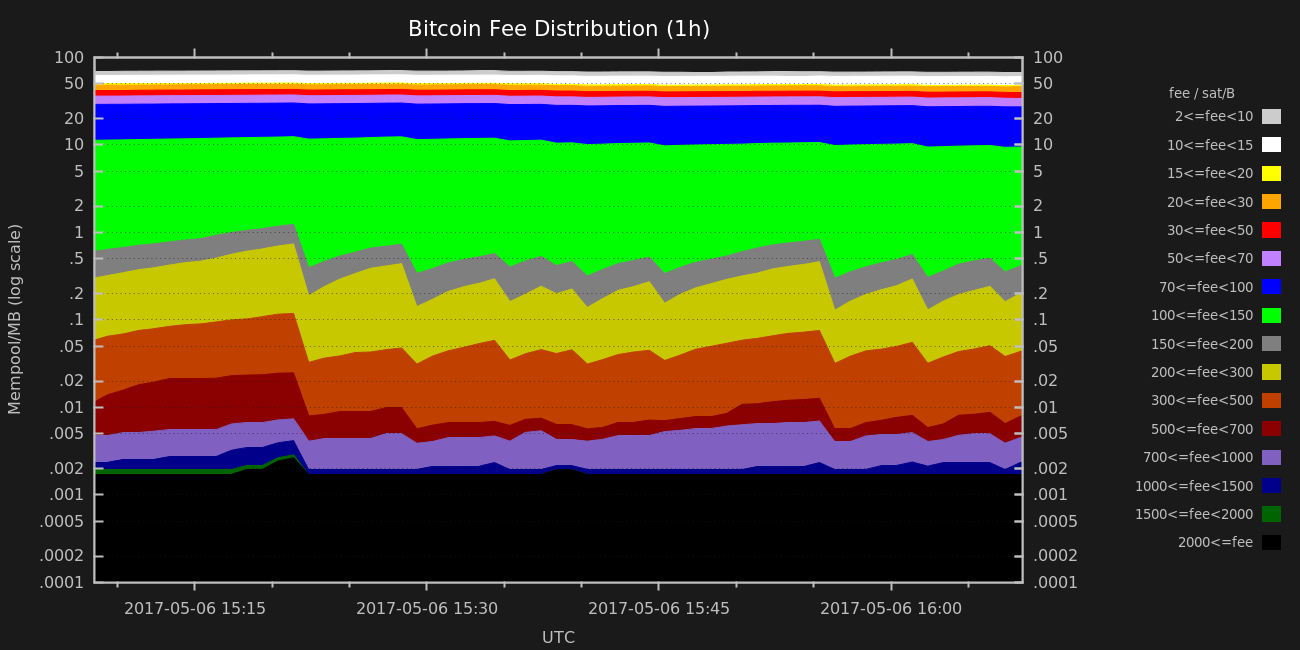 Bitcoin Fee Distribution (1h)
Mempool/MB (log scale)
100
50
20
10
5
2
1
.5
.2
.1
.05
.02
.01
.005
.002
.001
.0005
.0002
.0001
100
50
20
10
5
2
1
.5
.2
.1
.05
.02
.01
.005
.002
.001
.0005
.0002
.0001
2017-05-06 15:15
2017-05-06 15:30
2017-05-06 15:45
2017-05-06 16:00
UTC
fee / sat/B
2<=fee<10
10<=fee<15
15<=fee<20
20<=fee<30
30<=fee<50
50<=fee<70
70<=fee<100
100<=fee<150
150<=fee<200
200<=fee<300
300<=fee<500
500<=fee<700
700<=fee<1000
1000<=fee<1500
1500<=fee<2000
2000<=fee